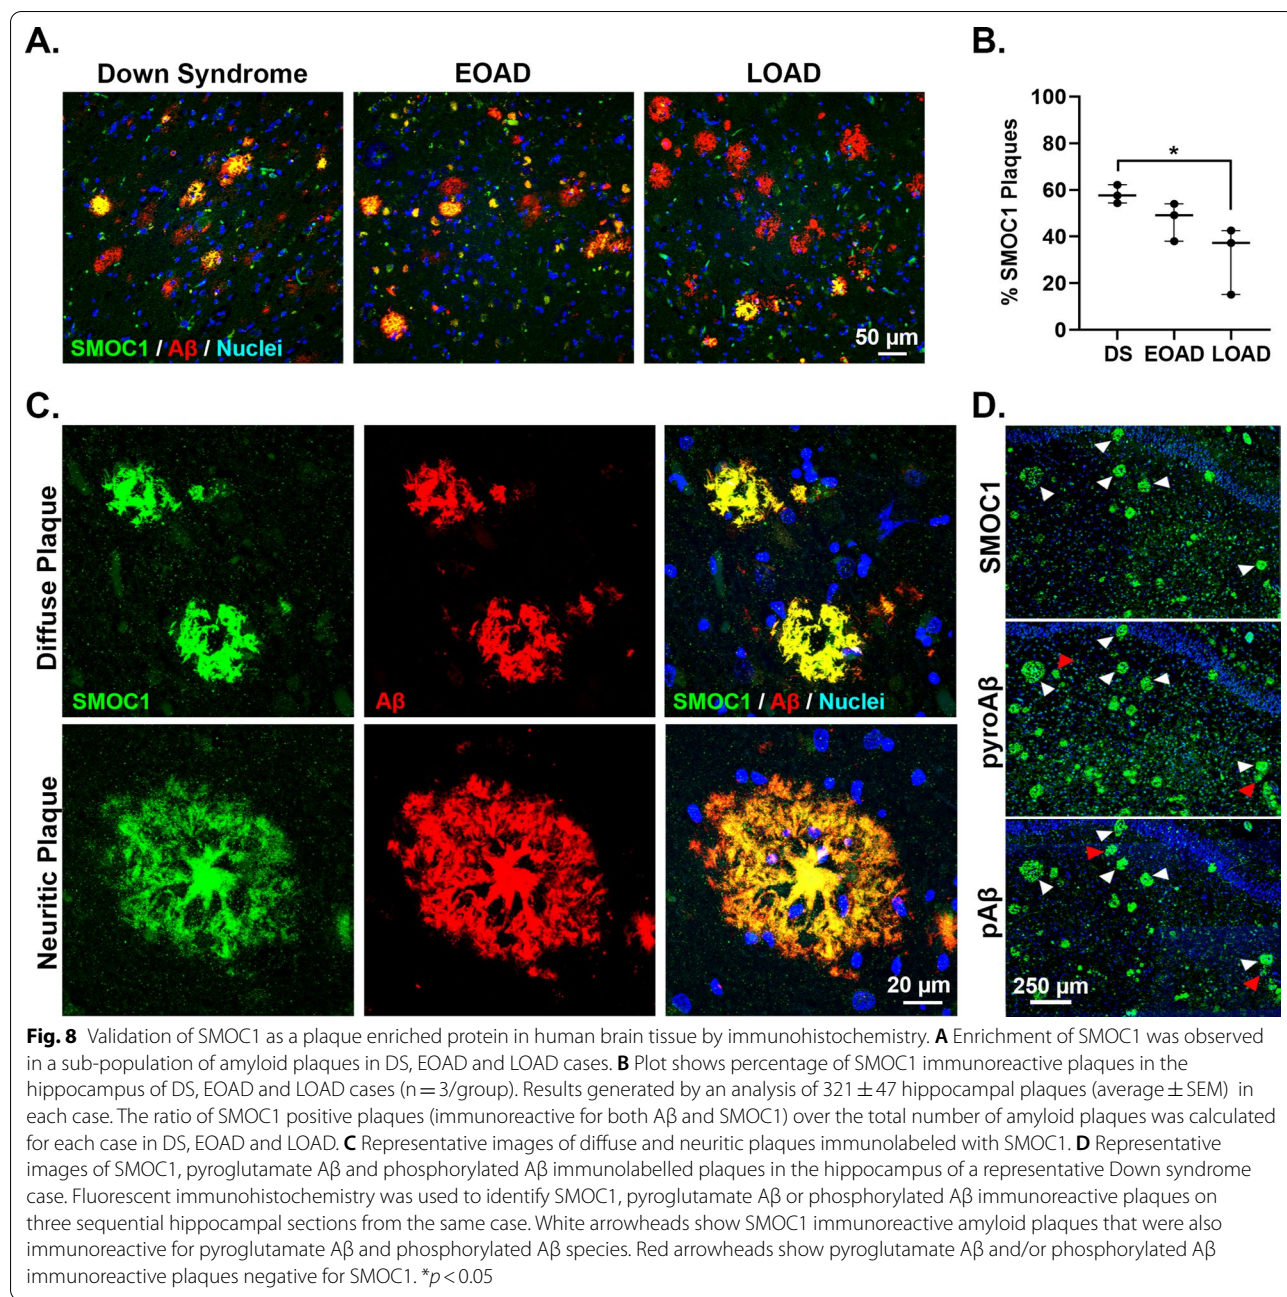 A.
Down Syndrome EOAD LOAD
SMOC1 / Aβ / Nuclei
50 µm
B.
% SMOC1 Plaques
100
80
60
40
20
0
*
DS EOAD LOAD
C.
Diffuse Plaque
SMOC1
Aβ
SMOC1 / Aβ / Nuclei
Neuritic Plaque
20 µm
D.
SMOC1
pyroAβ
pAβ
250 µm
Fig. 8 Validation of SMOC1 as a plaque enriched protein in human brain tissue by immunohistochemistry. A Enrichment of SMOC1 was observed
in a sub-population of amyloid plaques in DS, EOAD and LOAD cases. B Plot shows percentage of SMOC1 immunoreactive plaques in the
hippocampus of DS, EOAD and LOAD cases (n = 3/group). Results generated by an analysis of 321 ± 47 hippocampal plaques (average ± SEM) in
each case. The ratio of SMOC1 positive plaques (immunoreactive for both Aβ and SMOC1) over the total number of amyloid plaques was calculated
for each case in DS, EOAD and LOAD. C Representative images of diffuse and neuritic plaques immunolabeled with SMOC1. D Representative
images of SMOC1, pyroglutamate Aβ and phosphorylated Aβ immunolabelled plaques in the hippocampus of a representative Down syndrome
case. Fluorescent immunohistochemistry was used to identify SMOC1, pyroglutamate Aβ or phosphorylated Aβ immunoreactive plaques on
three sequential hippocampal sections from the same case. White arrowheads show SMOC1 immunoreactive amyloid plaques that were also
immunoreactive for pyroglutamate Aβ and phosphorylated Aβ species. Red arrowheads show pyroglutamate Aβ and/or phosphorylated Aβ
immunoreactive plaques negative for SMOC1. *p < 0.05